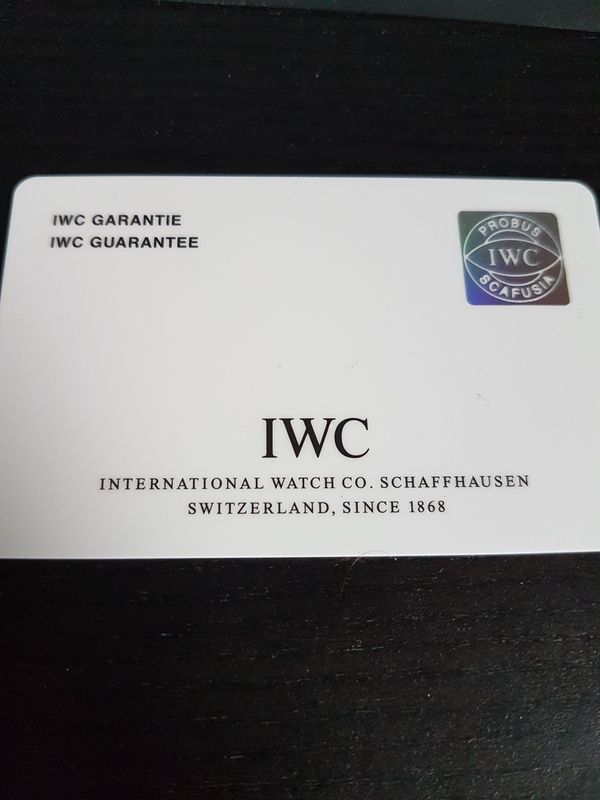 IWC GARANTIE
IWC GUARANTEE
PROBUS
IWC
SCAFUSIA
IWC
INTERNATIONAL WATCH CO. SCHAFFHAUSEN
SWITZERLAND, SINCE 1868